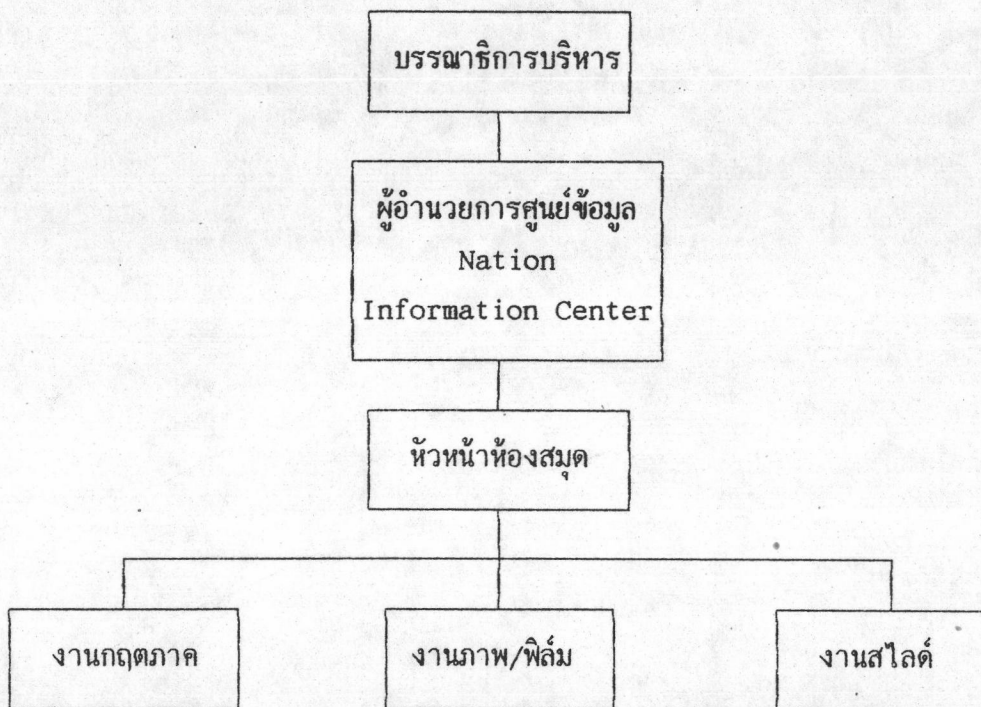 บรรณาธิการบริหาร
ผู้อำนวยการศูนย์ข้อมูล
Nation
Information Center
หัวหน้าห้องสมุด
งานกฤตภาค
งานภาพ/ฟิล์ม
งานสไลด์